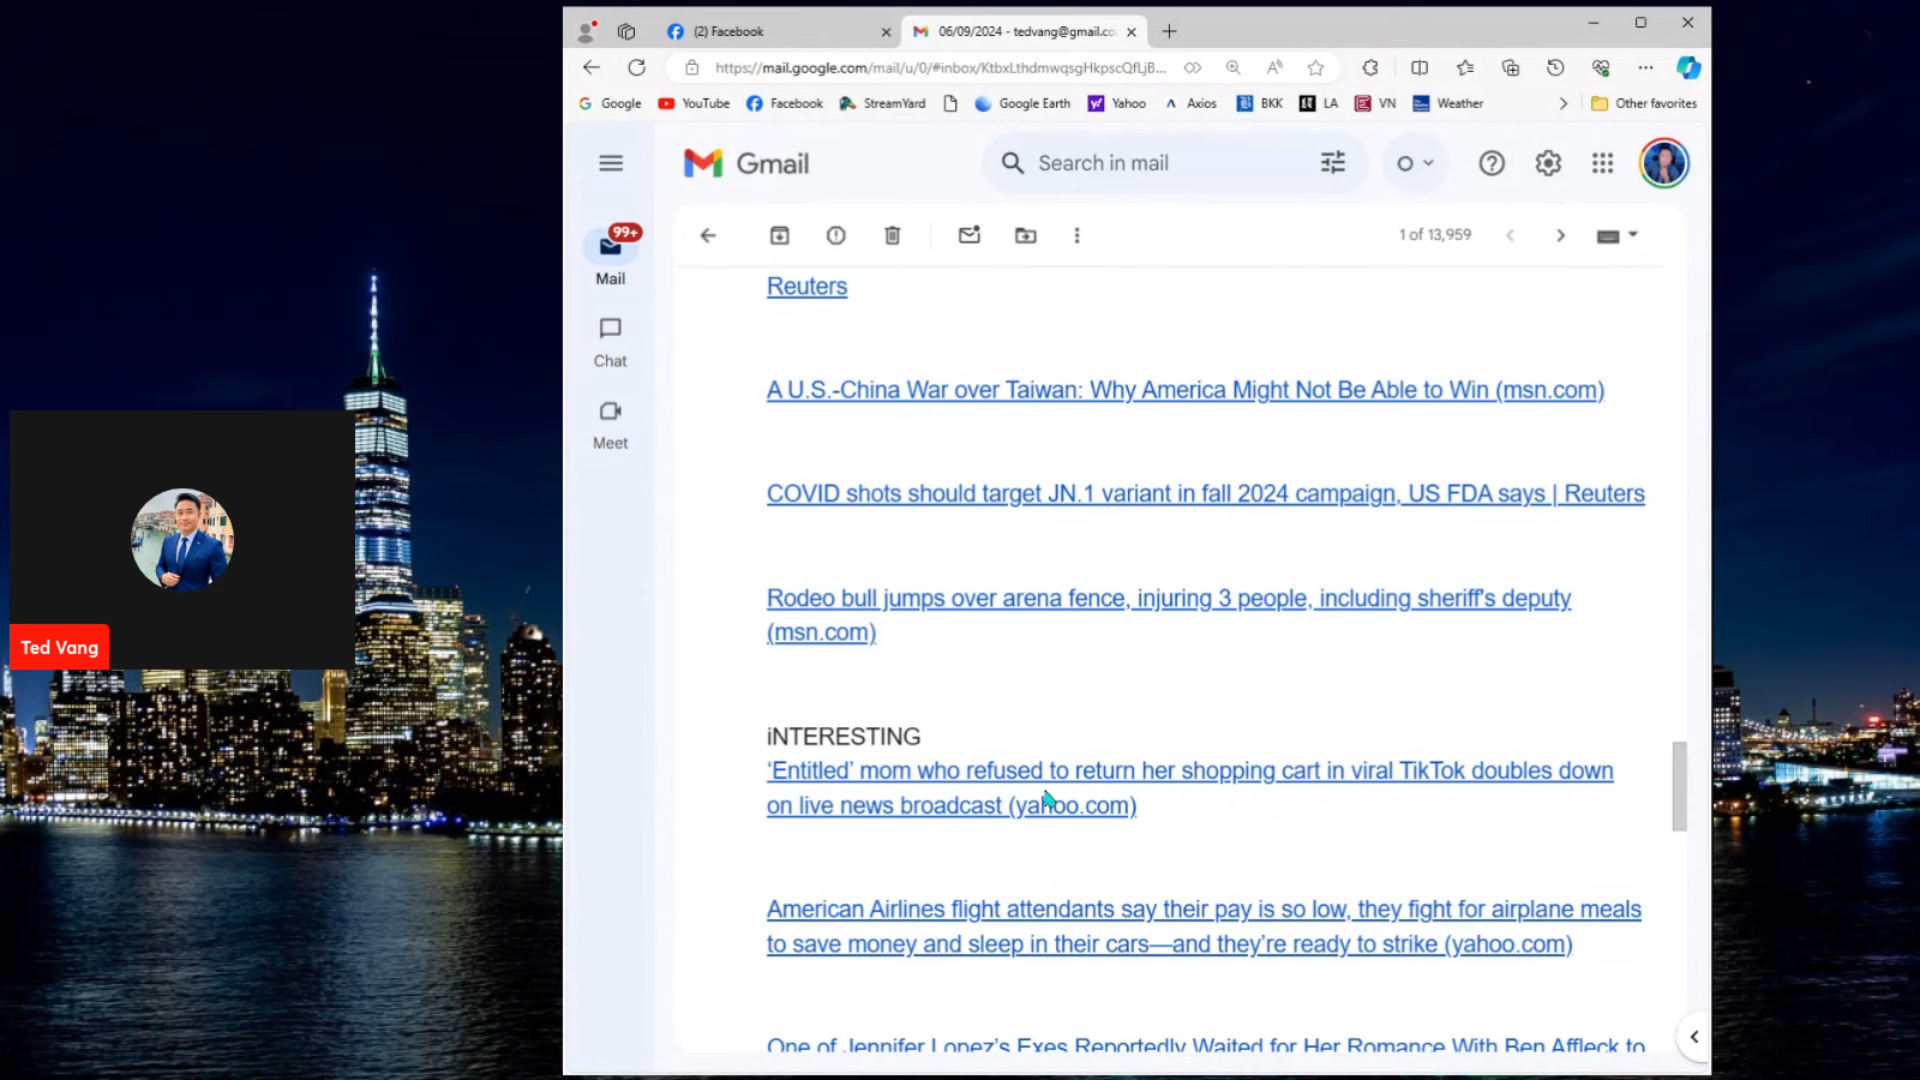 (2) Facebook
06/09/2024 - tedvang@gmail.co
https://mail.google.com/mail/u/0/#inbox/KtbxLthdmwqsgHkpscQfLjB...
Google YouTube Facebook StreamYard Google Earth Yahoo Axios BKK LA VN Weather Other favorites
Gmail
Search in mail
99+
Mail
Chat
Meet
1 of 13,959
Reuters
A U.S.-China War over Taiwan: Why America Might Not Be Able to Win (msn.com)
COVID shots should target JN.1 variant in fall 2024 campaign, US FDA says | Reuters
Rodeo bull jumps over arena fence, injuring 3 people, including sheriff's deputy
(msn.com)
iNTERESTING
‘Entitled’ mom who refused to return her shopping cart in viral TikTok doubles down
on live news broadcast (yahoo.com)
American Airlines flight attendants say their pay is so low, they fight for airplane meals
to save money and sleep in their cars—and they’re ready to strike (yahoo.com)
One of Jennifer Lopez’s Exes Reportedly Waited for Her Romance With Ben Affleck to
Ted Vang